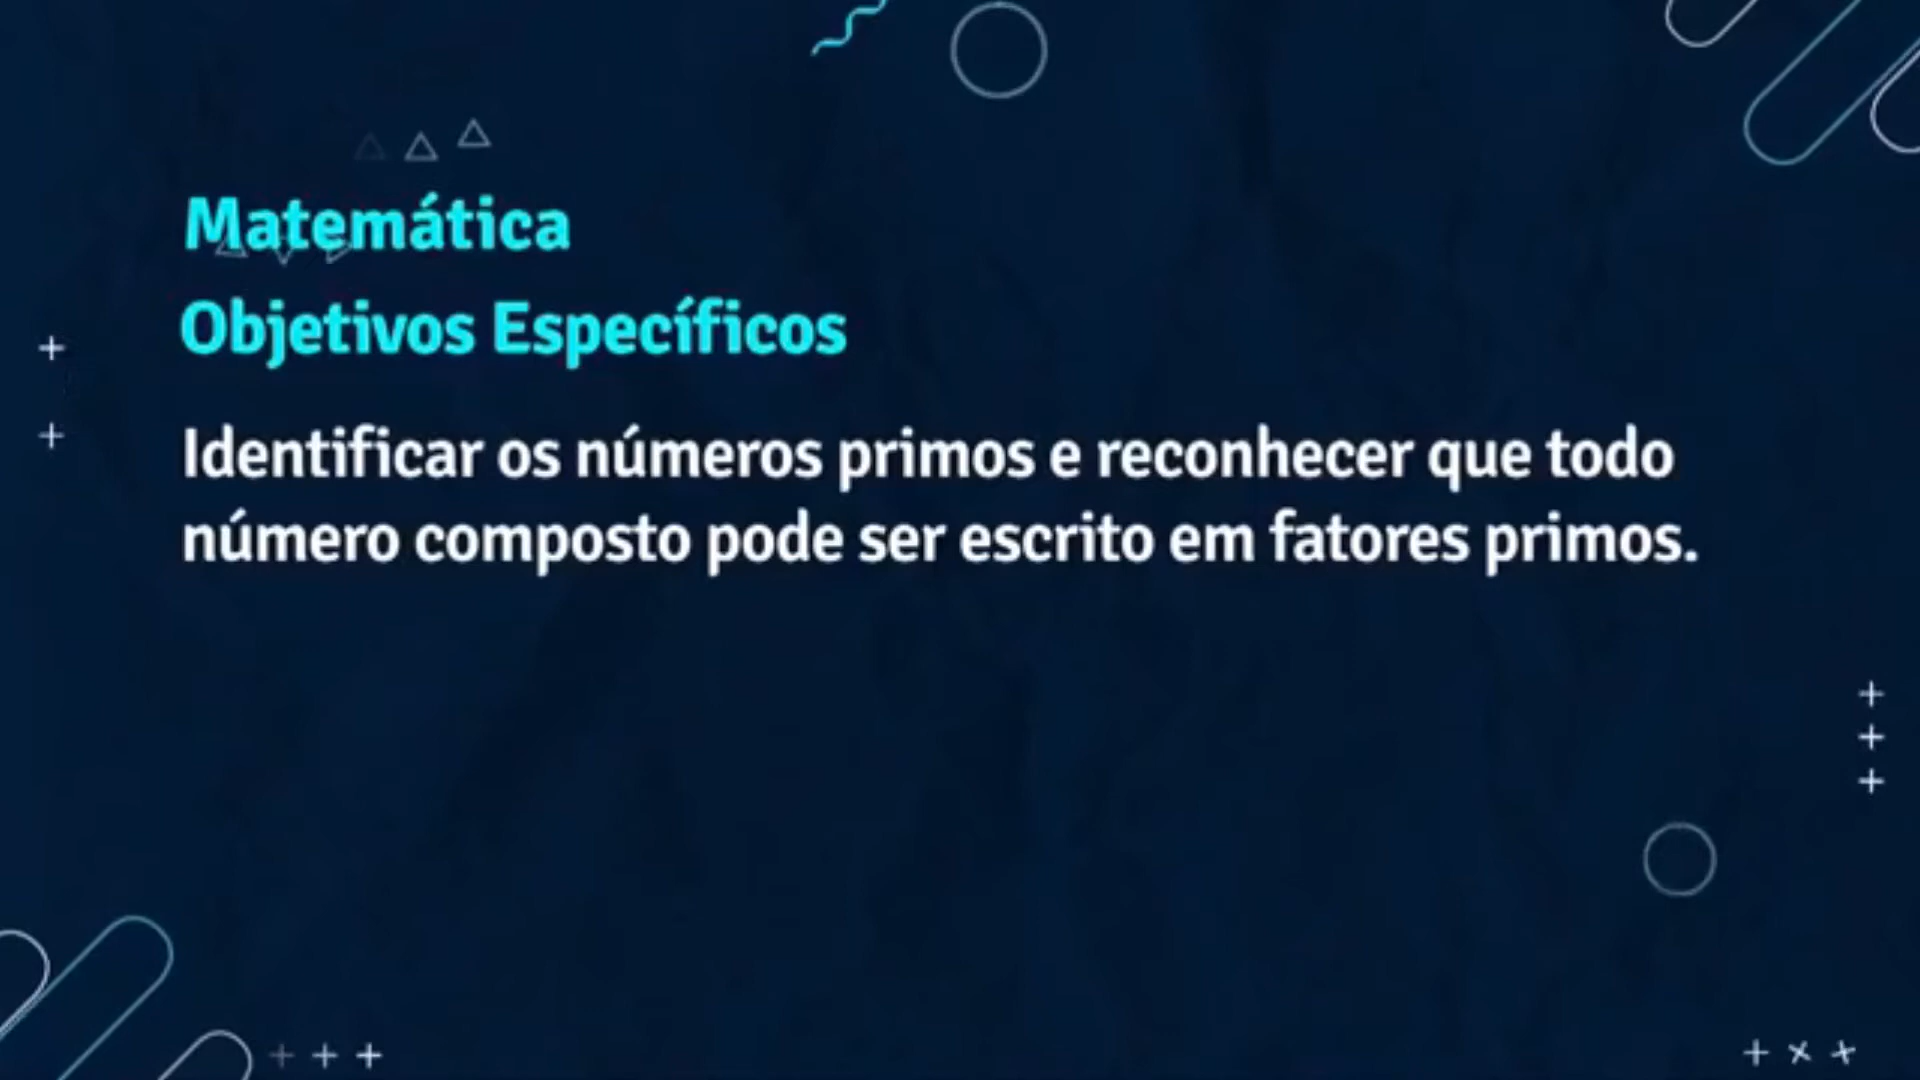 Matemática
Objetivos Específicos
Identificar os números primos e reconhecer que todo
número composto pode ser escrito em fatores primos.